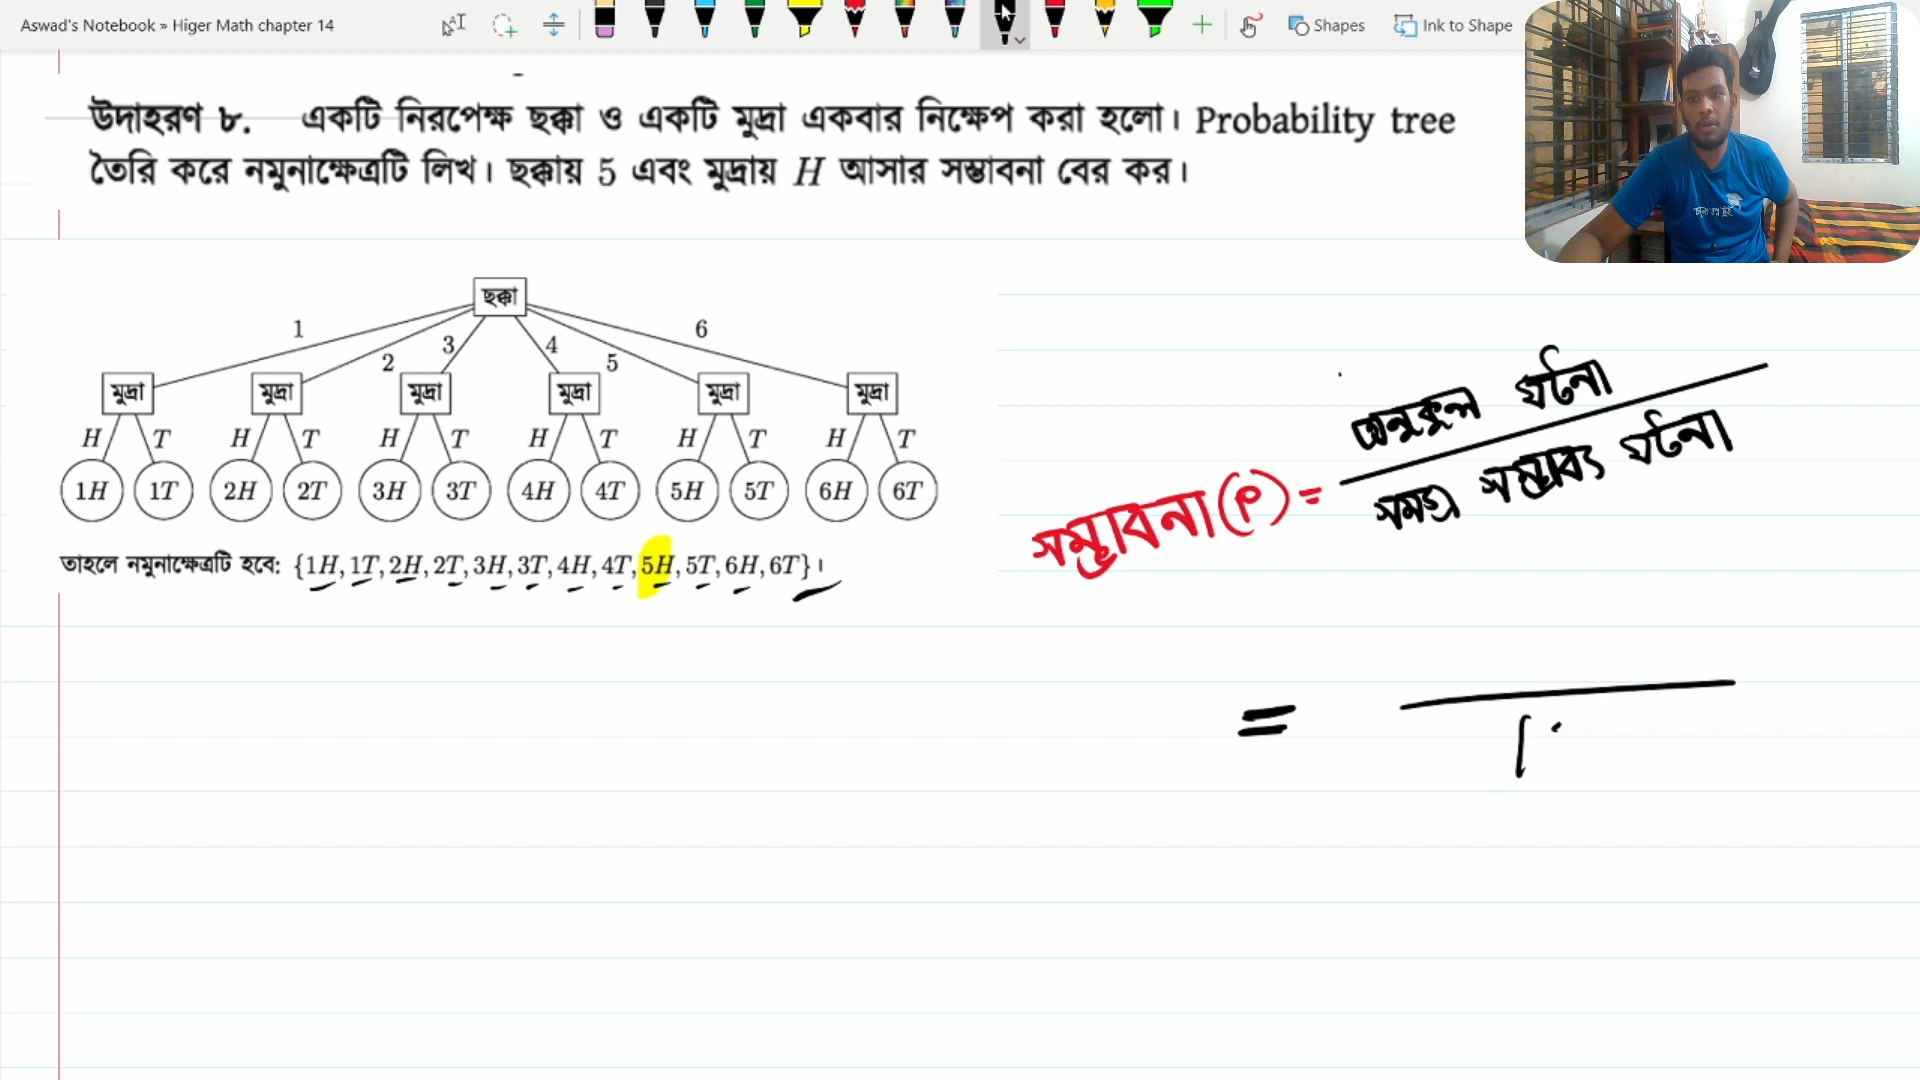 Aswad's Notebook » Higer Math chapter 14
Shapes
Ink to Shape
উদাহরণ ৮. একটি নিরপেক্ষ ছক্কা ও একটি মুদ্রা একবার নিক্ষেপ করা হলো। Probability tree
তৈরি করে নমুনাক্ষেত্রটি লিখ। ছক্কায় 5 এবং মুদ্রায় H আসার সম্ভাবনা বের কর।
ছক্কা
1 2 3 4 5 6
মুদ্রা মুদ্রা মুদ্রা মুদ্রা মুদ্রা মুদ্রা
H T H T H T H T H T H T
1H 1T 2H 2T 3H 3T 4H 4T 5H 5T 6H 6T
তাহলে নমুনাক্ষেত্রটি হবে: {1H, 1T, 2H, 2T, 3H, 3T, 4H, 4T, 5H, 5T, 6H, 6T}।
অনুকুল ঘটনা
সম্ভাবনা (P) =
সমগ্র সম্ভাব্য ঘটনা
=
1